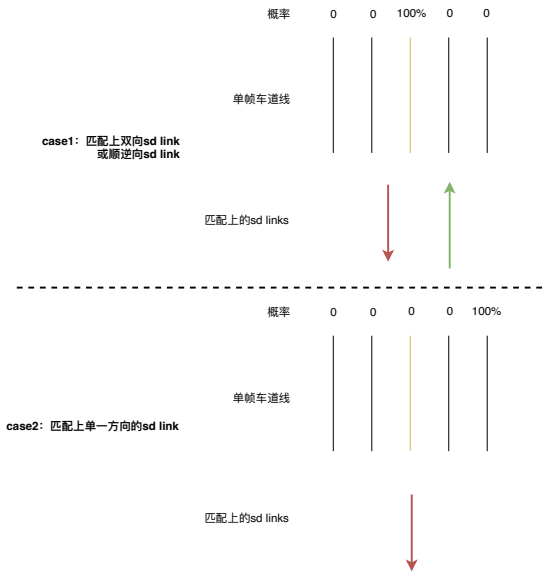 概率 0 0 100% 0 0
单帧车道线
case1：匹配上双向sd link
或顺逆向sd link
匹配上的sd links
概率 0 0 0 0 100%
单帧车道线
case2：匹配上单一方向的sd link
匹配上的sd links